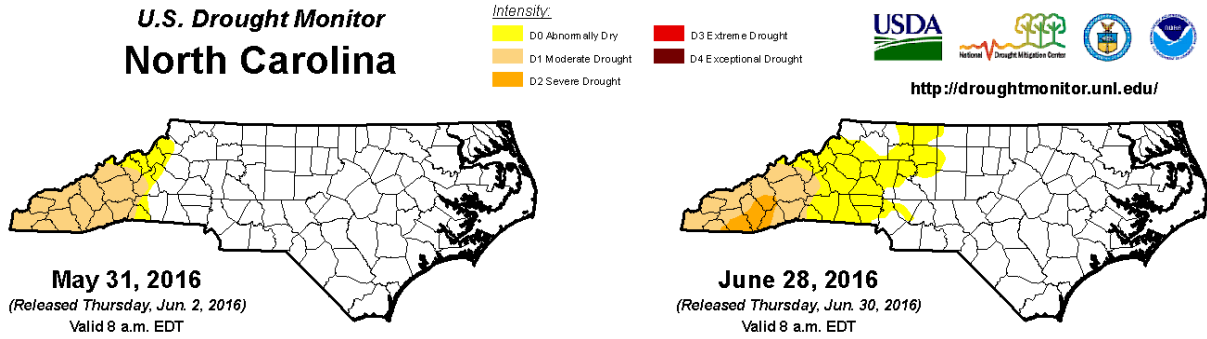 U.S. Drought Monitor
North Carolina
Intensity:
D0 Abnormally Dry
D1 Moderate Drought
D2 Severe Drought
D3 Extreme Drought
D4 Exceptional Drought
USDA
National Drought Mitigation Center
NOAA
http://droughtmonitor.unl.edu/
May 31, 2016
(Released Thursday, Jun. 2, 2016)
Valid 8 a.m. EDT
June 28, 2016
(Released Thursday, Jun. 30, 2016)
Valid 8 a.m. EDT